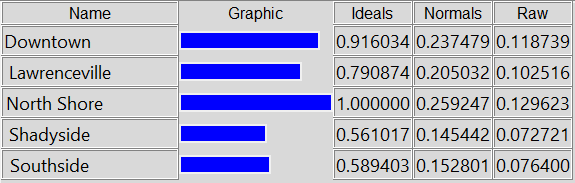 Name Graphic Ideals Normals Raw
Downtown 0.916034 0.237479 0.118739
Lawrenceville 0.790874 0.205032 0.102516
North Shore 1.000000 0.259247 0.129623
Shadyside 0.561017 0.145442 0.072721
Southside 0.589403 0.152801 0.076400